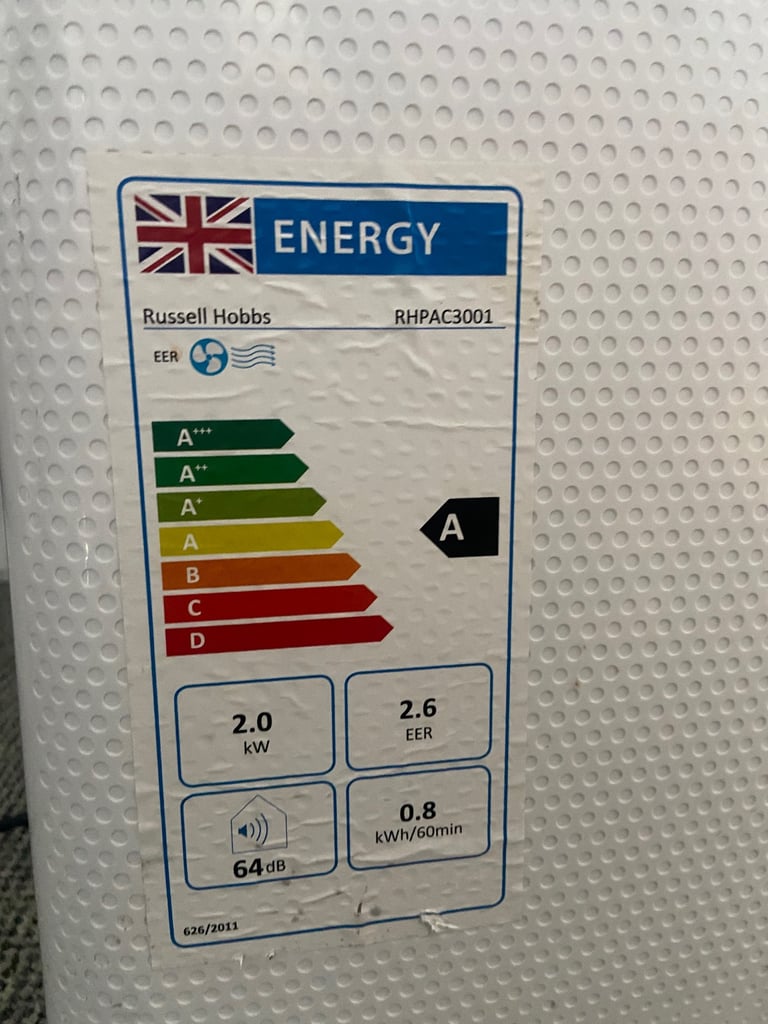 ENERGY
Russell Hobbs RHPAC3001
EER
A+++
A++
A+
A
A
B
C
D
2.0
kW
2.6
EER
64dB
0.8
kWh/60min
626/2011